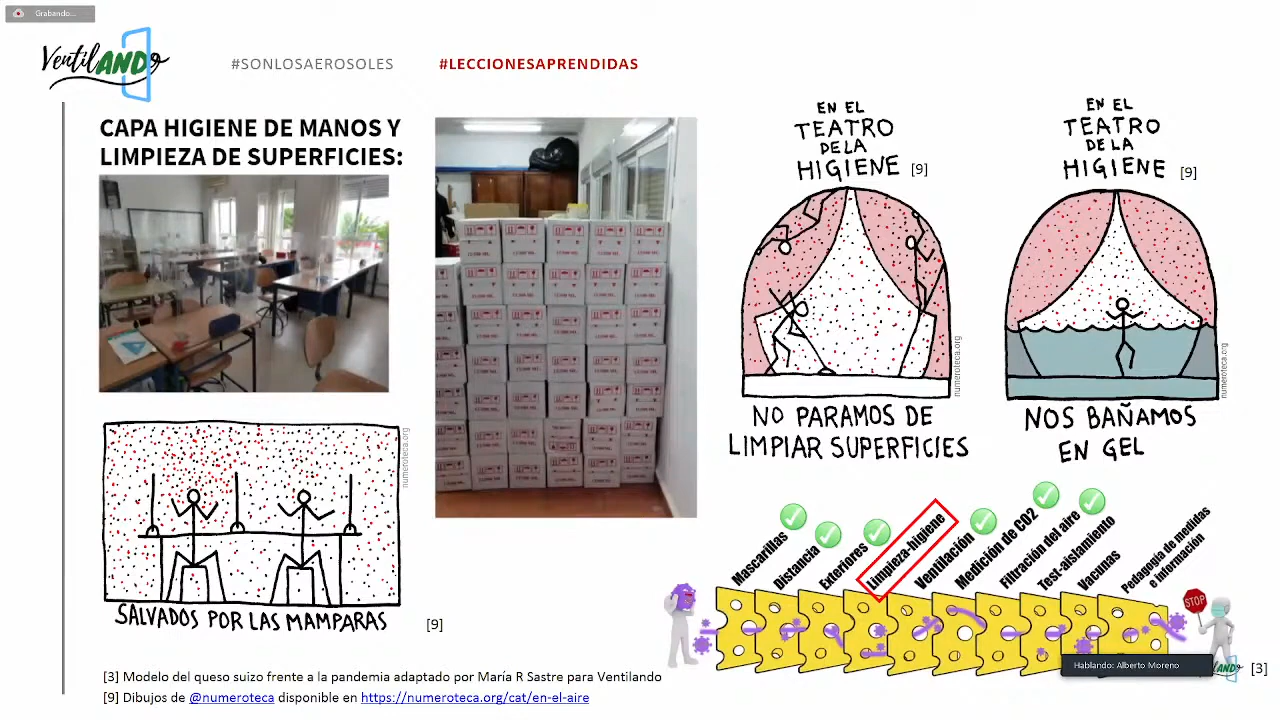 Grabando...
VentilANDo
#SONLOSAEROSOLES
#LECCIONESAPRENDIDAS
CAPA HIGIENE DE MANOS Y
LIMPIEZA DE SUPERFICIES:
EN EL
TEATRO
DE LA
HIGIENE
[9]
numeroteca.org
NO PARAMOS DE
LIMPIAR SUPERFICIES
EN EL
TEATRO
DE LA
HIGIENE
[9]
numeroteca.org
NOS BAÑAMOS
EN GEL
numeroteca.org
SALVADOS POR LAS MAMPARAS
[9]
Mascarillas
Distancia
Exteriores
Limpieza-higiene
Ventilación
Medición de CO2
Filtración del aire
Test-aislamiento
Vacunas
Pedagogía de medidas
e información
STOP
Hablando: Alberto Moreno
[3]
[3] Modelo del queso suizo frente a la pandemia adaptado por María R Sastre para Ventilando
[9] Dibujos de @numeroteca disponible en https://numeroteca.org/cat/en-el-aire